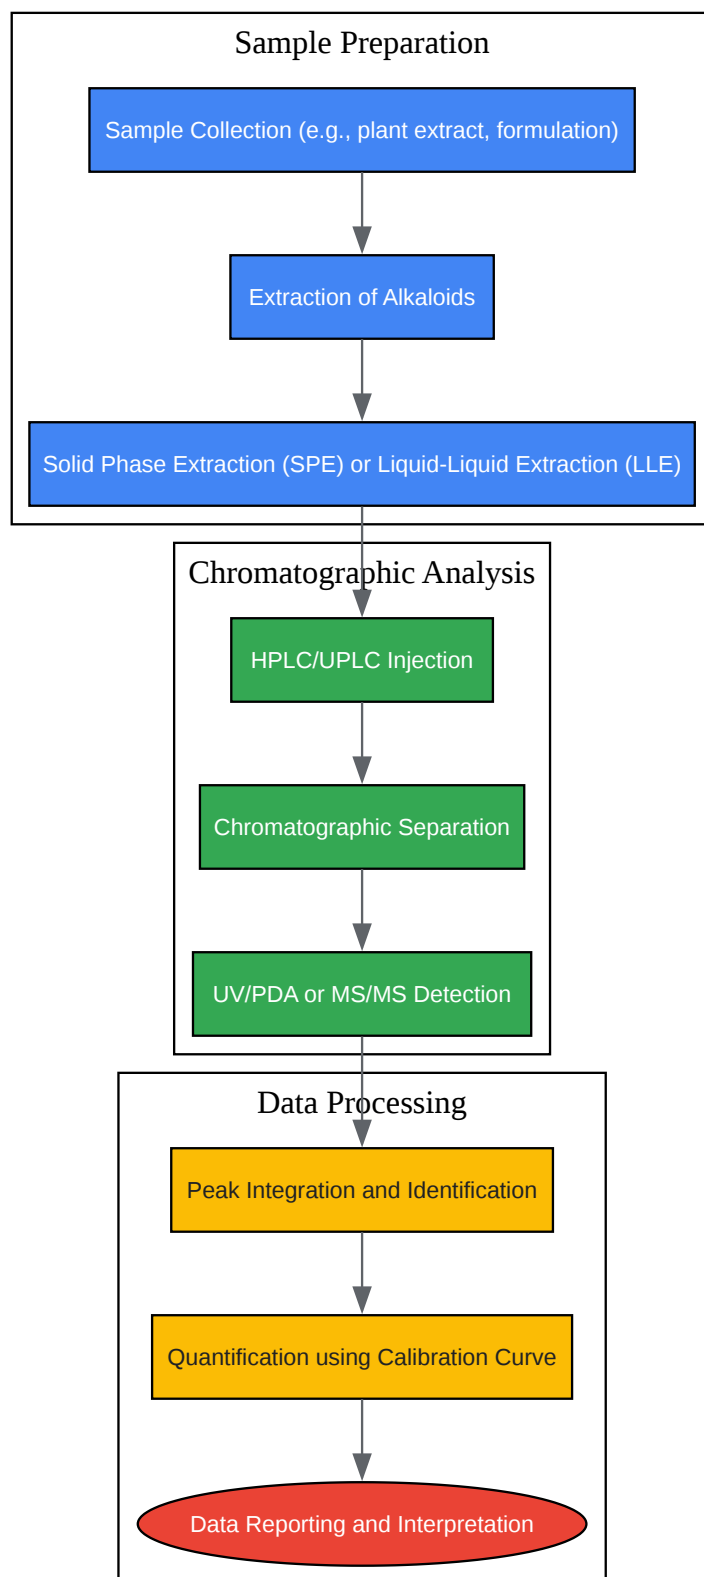 Sample Preparation
Sample Collection (e.g., plant extract, formulation)
Extraction of Alkaloids
Solid Phase Extraction (SPE) or Liquid-Liquid Extraction (LLE)
Chromatographic Analysis
HPLC/UPLC Injection
Chromatographic Separation
UV/PDA or MS/MS Detection
Data Processing
Peak Integration and Identification
Quantification using Calibration Curve
Data Reporting and Interpretation